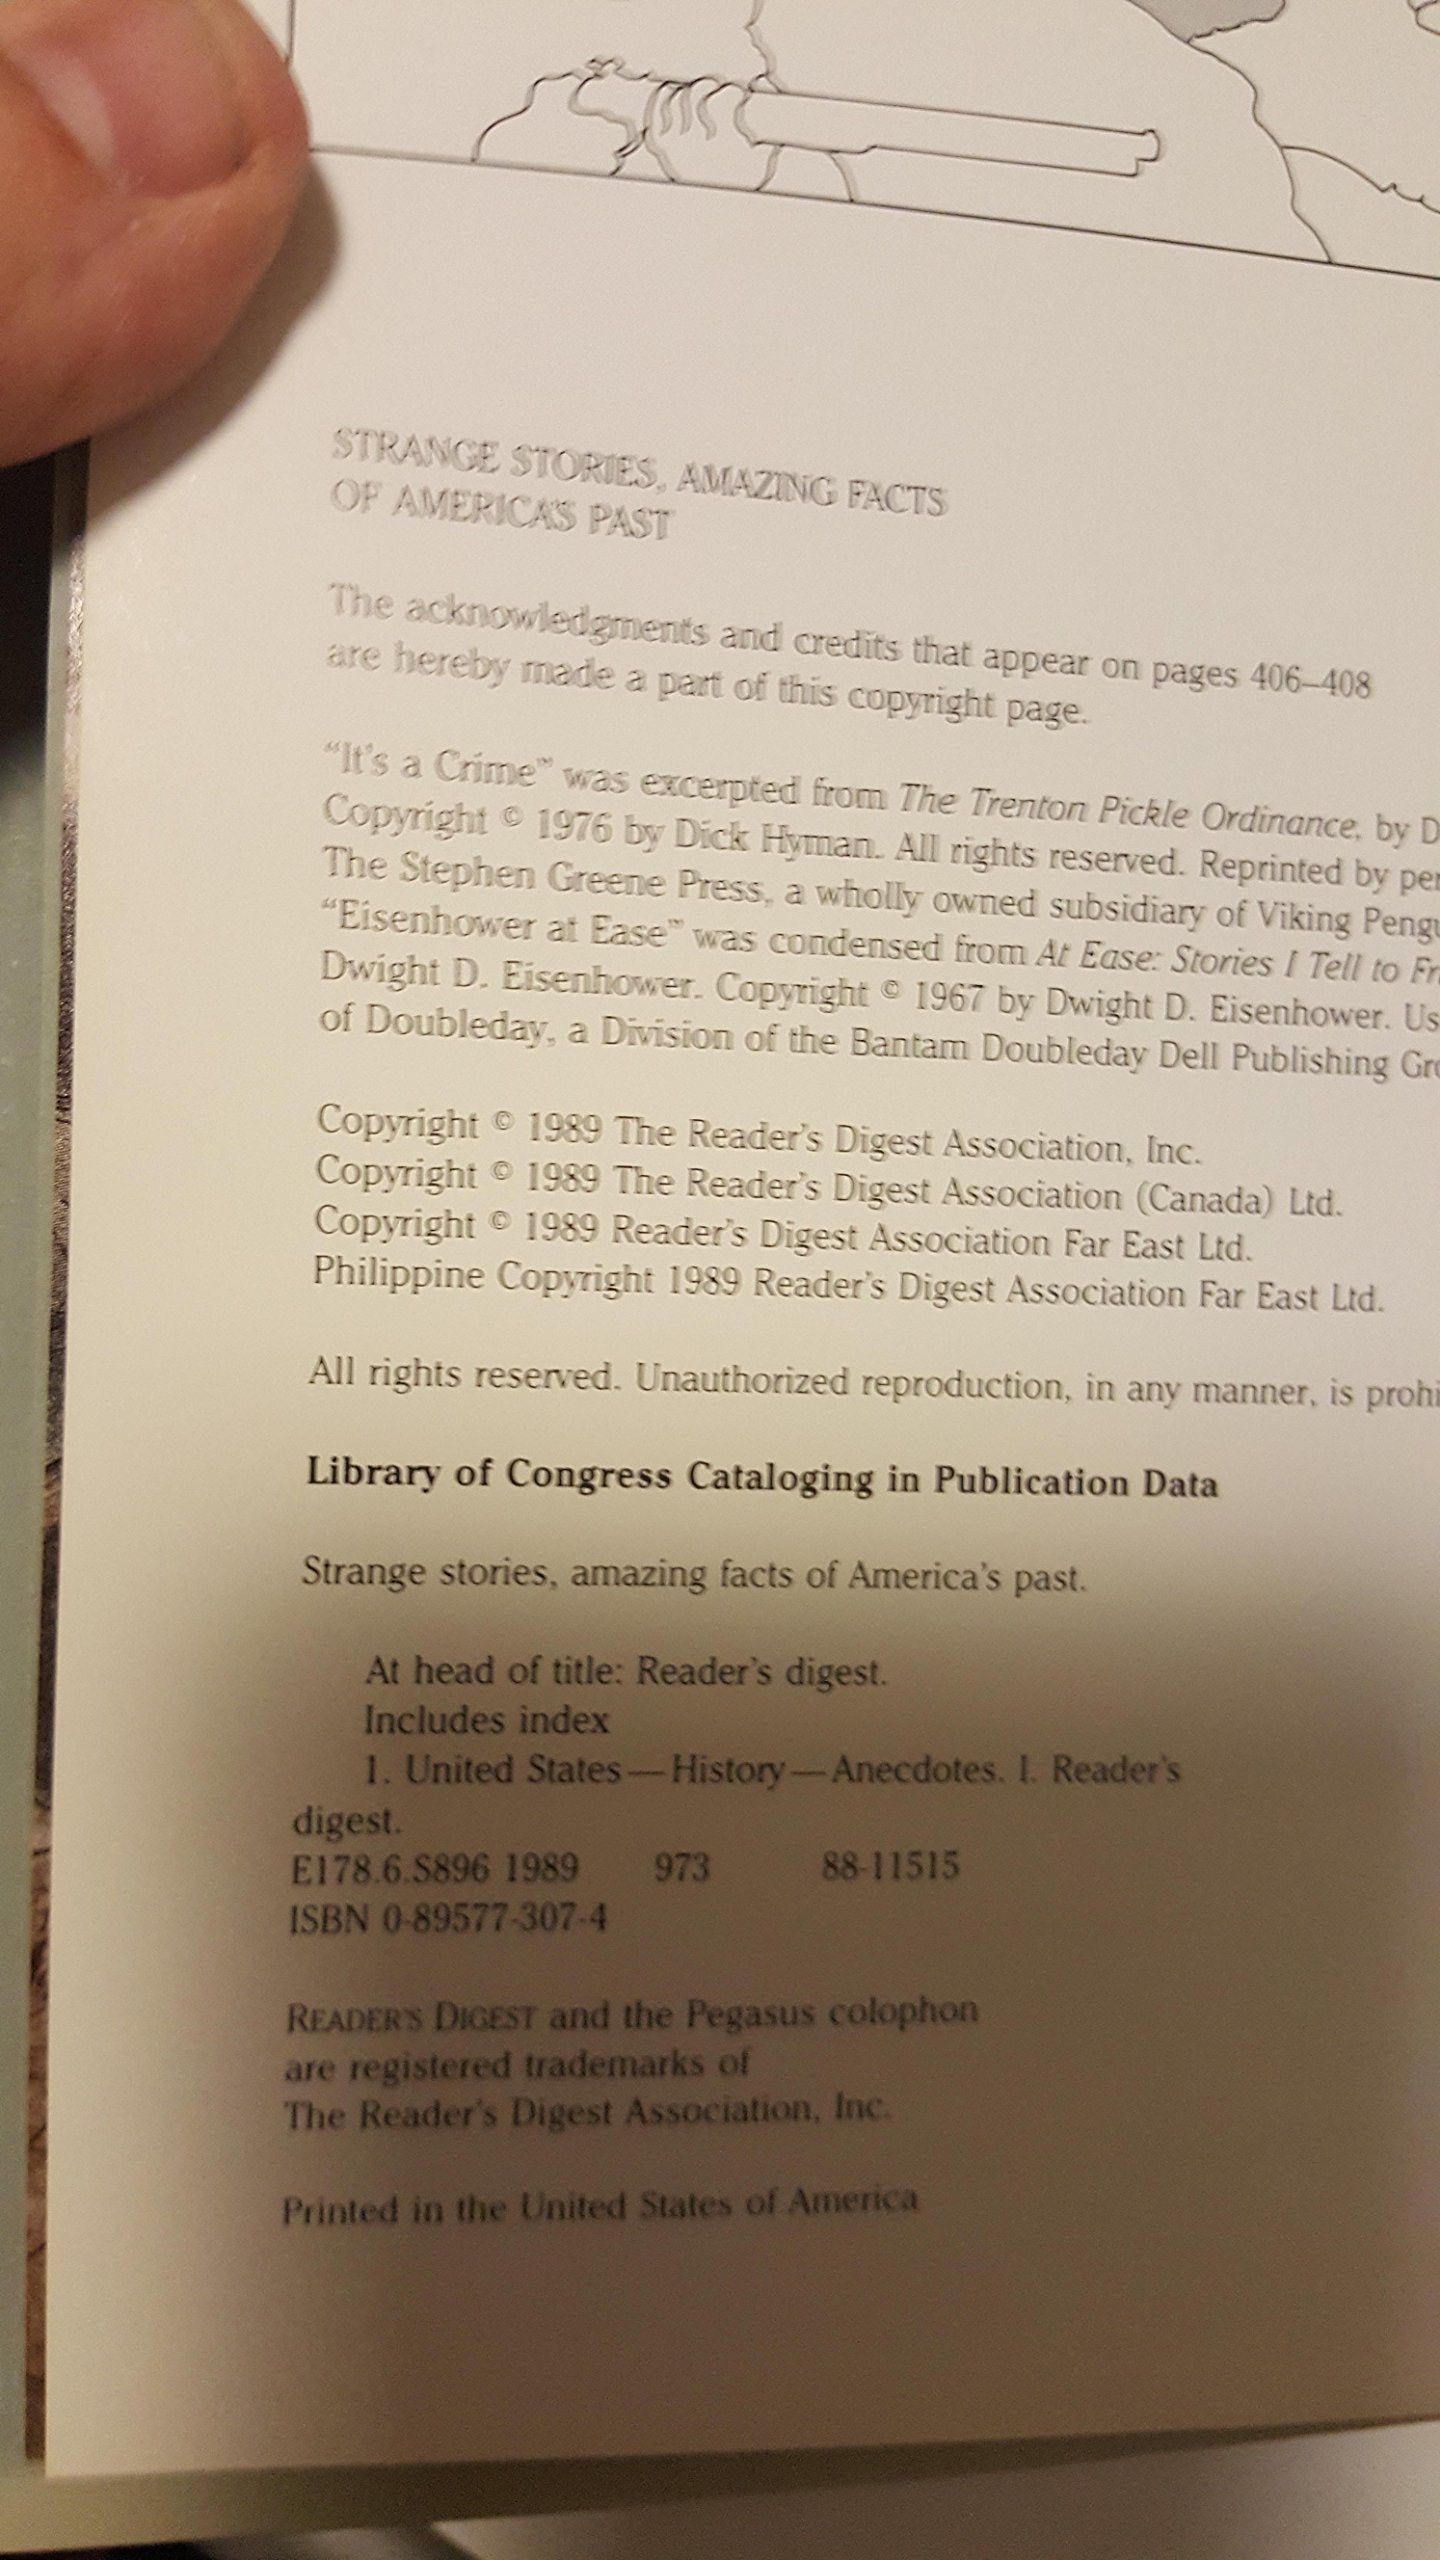 STRANGE STORIES, AMAZING FACTS
OF AMERICA'S PAST
The acknowledgments and credits that appear on pages 406–408
are hereby made a part of this copyright page.
“It's a Crime” was excerpted from The Trenton Pickle Ordinance, by D
Copyright © 1976 by Dick Hyman. All rights reserved. Reprinted by per
The Stephen Greene Press, a wholly owned subsidiary of Viking Pengu
“Eisenhower at Ease” was condensed from At Ease: Stories I Tell to Fr
Dwight D. Eisenhower. Copyright © 1967 by Dwight D. Eisenhower. Us
of Doubleday, a Division of the Bantam Doubleday Dell Publishing Gro
Copyright © 1989 The Reader's Digest Association, Inc.
Copyright © 1989 The Reader's Digest Association (Canada) Ltd.
Copyright © 1989 Reader's Digest Association Far East Ltd.
Philippine Copyright 1989 Reader's Digest Association Far East Ltd.
All rights reserved. Unauthorized reproduction, in any manner, is prohi
Library of Congress Cataloging in Publication Data
Strange stories, amazing facts of America's past.
At head of title: Reader's digest.
Includes index
1. United States—History—Anecdotes. I. Reader's
digest.
E178.6.S896 1989 973 88-11515
ISBN 0-89577-307-4
READER'S DIGEST and the Pegasus colophon
are registered trademarks of
The Reader's Digest Association, Inc.
Printed in the United States of America